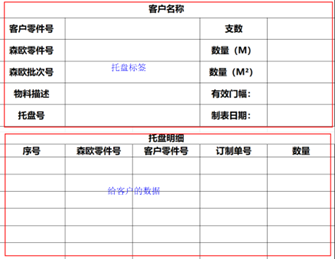 客户名称
客户零件号 支数
森欧零件号 数量（M）
森欧批次号 托盘标签 数量（M²）
物料描述 有效门幅：
托盘号 制表日期：
托盘明细
序号 森欧零件号 客户零件号 订制单号 数量
给客户的数据